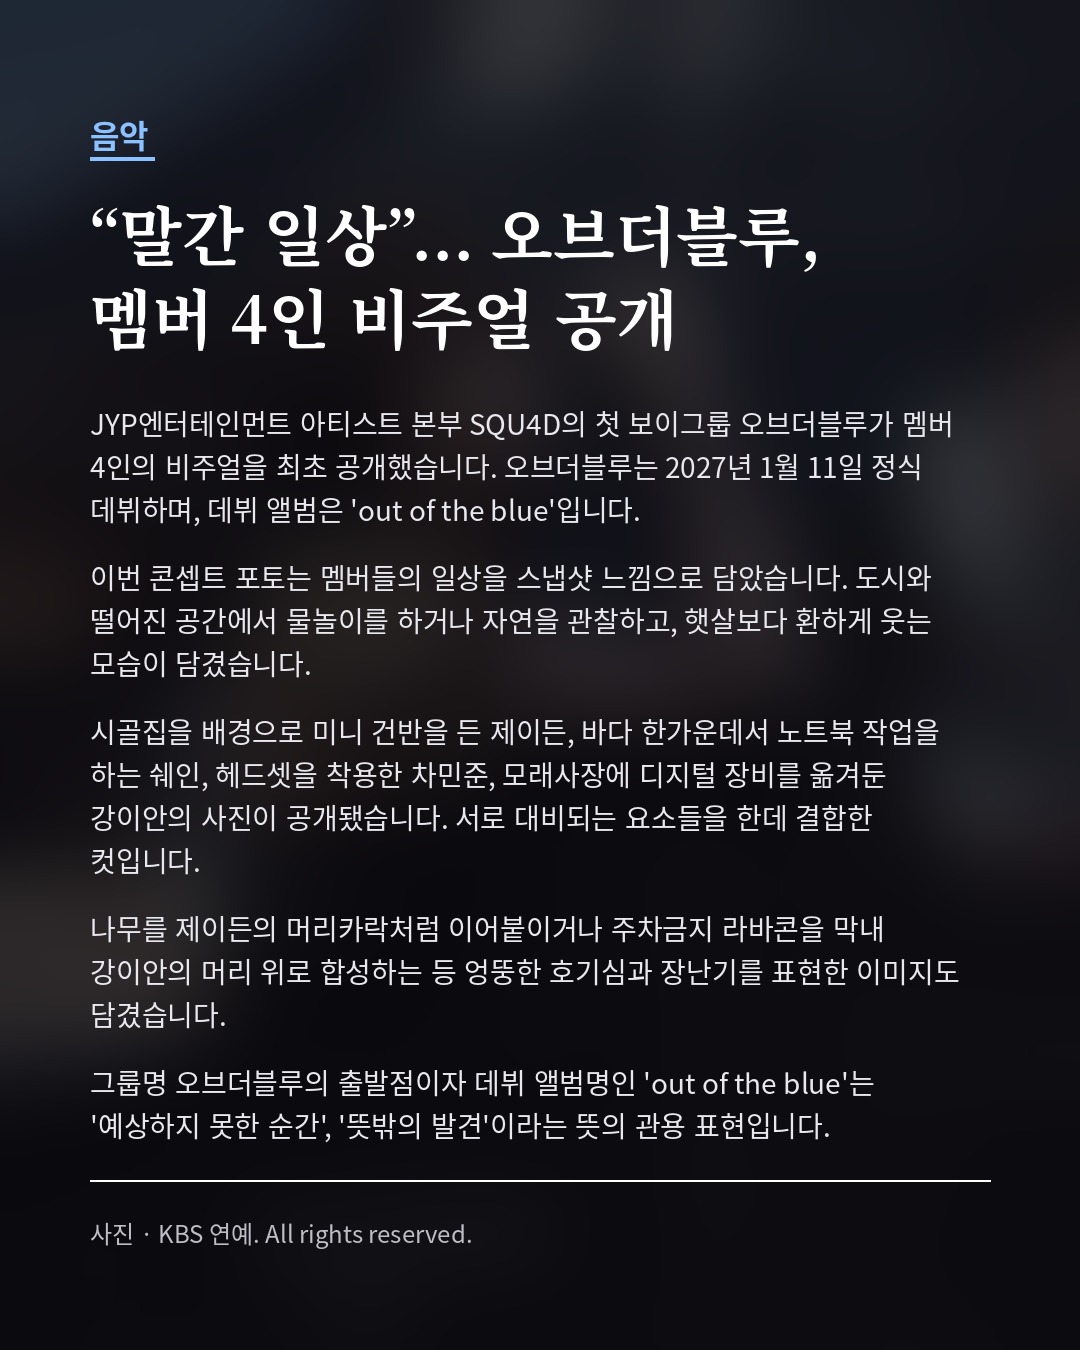 음악
“말간 일상”... 오브더블루,
멤버 4인 비주얼 공개
JYP엔터테인먼트 아티스트 본부 SQU4D의 첫 보이그룹 오브더블루가 멤버
4인의 비주얼을 최초 공개했습니다. 오브더블루는 2027년 1월 11일 정식
데뷔하며, 데뷔 앨범은 'out of the blue'입니다.
이번 콘셉트 포토는 멤버들의 일상을 스냅샷 느낌으로 담았습니다. 도시와
떨어진 공간에서 물놀이를 하거나 자연을 관찰하고, 햇살보다 환하게 웃는
모습이 담겼습니다.
시골집을 배경으로 미니 건반을 든 제이든, 바다 한가운데서 노트북 작업을
하는 쉐인, 헤드셋을 착용한 차민준, 모래사장에 디지털 장비를 옮겨둔
강이안의 사진이 공개됐습니다. 서로 대비되는 요소들을 한데 결합한
컷입니다.
나무를 제이든의 머리카락처럼 이어붙이거나 주차금지 라바콘을 막내
강이안의 머리 위로 합성하는 등 엉뚱한 호기심과 장난기를 표현한 이미지도
담겼습니다.
그룹명 오브더블루의 출발점이자 데뷔 앨범명인 'out of the blue'는
'예상하지 못한 순간', '뜻밖의 발견'이라는 뜻의 관용 표현입니다.
사진 · KBS 연예. All rights reserved.